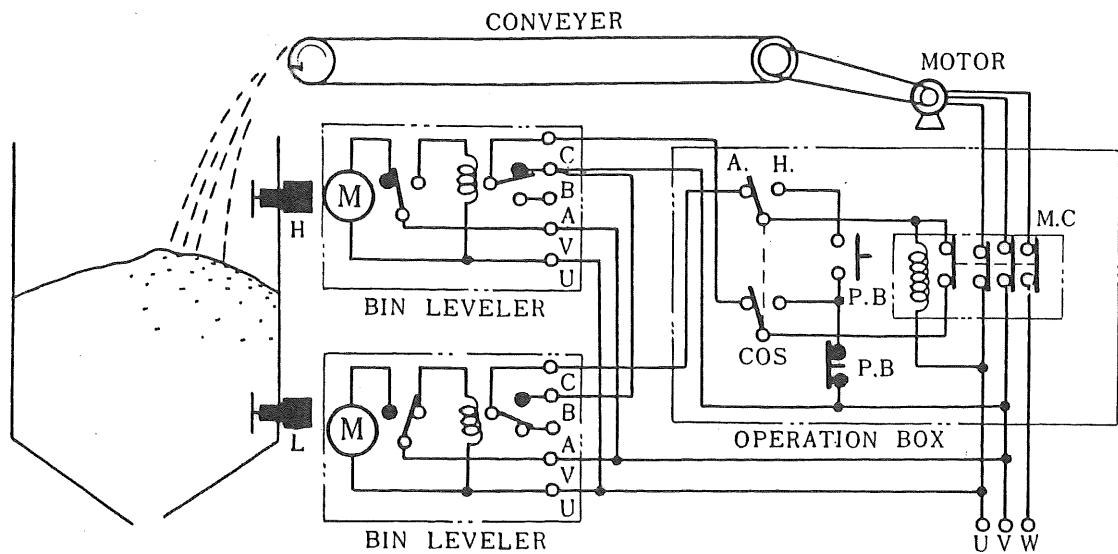 CONVEYER
MOTOR
M
C
B
A
V
U
H
BIN LEVELER
A.
H.
M.C
P.B
COS
P.B
OPERATION BOX
M
C
B
A
V
U
L
BIN LEVELER
U V W